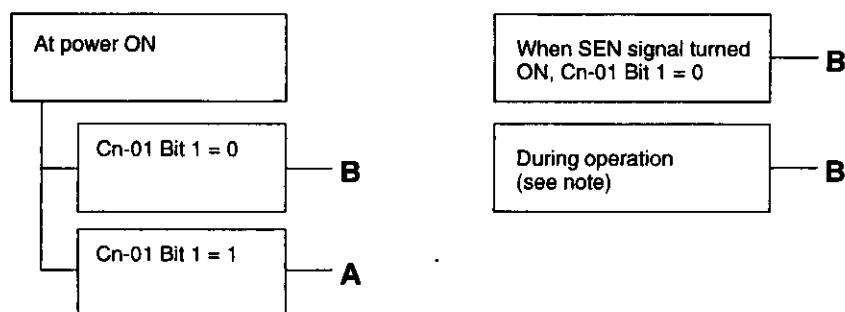 At power ON
Cn-01 Bit 1 = 0
B
Cn-01 Bit 1 = 1
A
When SEN signal turned
ON, Cn-01 Bit 1 = 0
B
During operation
(see note)
B